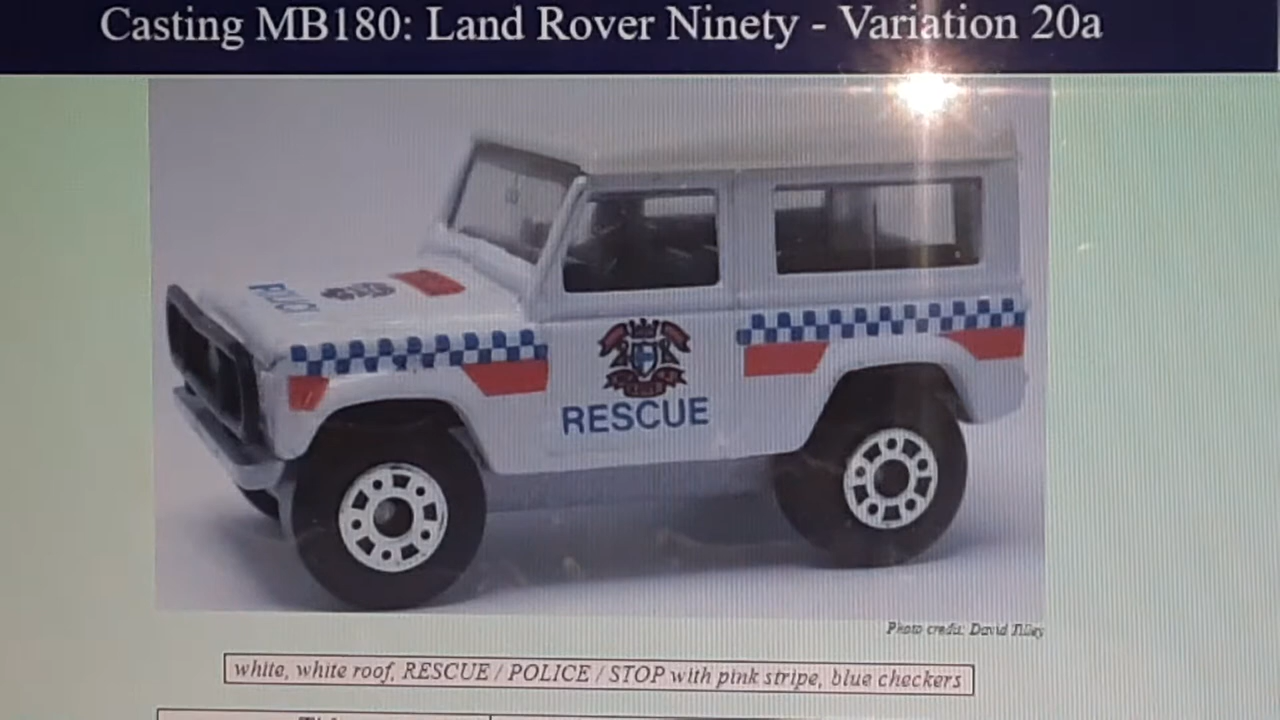 Casting MB180: Land Rover Ninety - Variation 20a
POLICE
RESCUE
Photo credit: David Tilley
white, white roof, RESCUE / POLICE / STOP with pink stripe, blue checkers